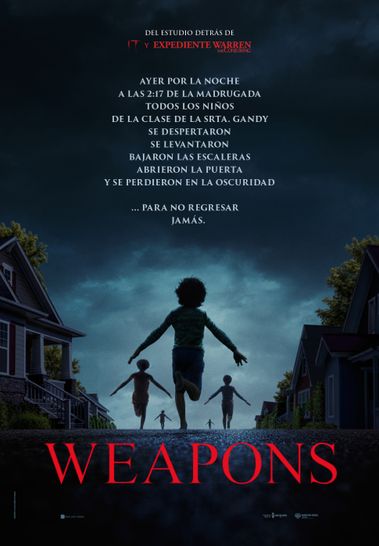 DEL ESTUDIO DETRÁS DE
IT Y EXPEDIENTE WARREN
THE CONJURING
AYER POR LA NOCHE
A LAS 2:17 DE LA MADRUGADA
TODOS LOS NIÑOS
DE LA CLASE DE LA SRTA. GANDY
SE DESPERTARON
SE LEVANTARON
BAJARON LAS ESCALERAS
ABRIERON LA PUERTA
Y SE PERDIERON EN LA OSCURIDAD
... PARA NO REGRESAR
JAMÁS.
WEAPONS